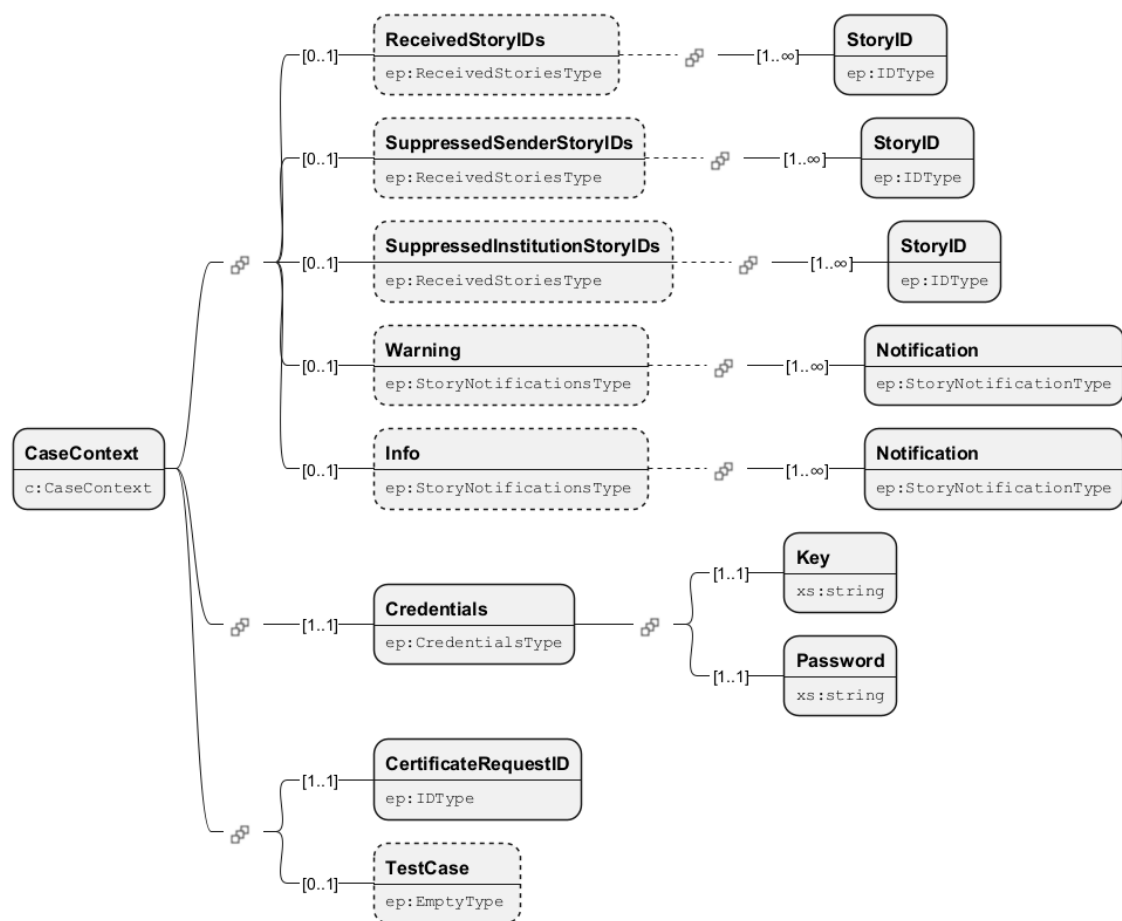 [0..1] ReceivedStoryIDs [1..∞] StoryID
ep:ReceivedStoriesType ep:IDType
[0..1] SuppressedSenderStoryIDs [1..∞] StoryID
ep:ReceivedStoriesType ep:IDType
[0..1] SuppressedInstitutionStoryIDs [1..∞] StoryID
ep:ReceivedStoriesType ep:IDType
[0..1] Warning [1..∞] Notification
ep:StoryNotificationsType ep:StoryNotificationType
[0..1] Info [1..∞] Notification
ep:StoryNotificationsType ep:StoryNotificationType
CaseContext
c:CaseContext
[1..1] Credentials
ep:CredentialsType
[1..1] Key
xs:string
[1..1] Password
xs:string
[1..1] CertificateRequestID
ep:IDType
[0..1] TestCase
ep:EmptyType